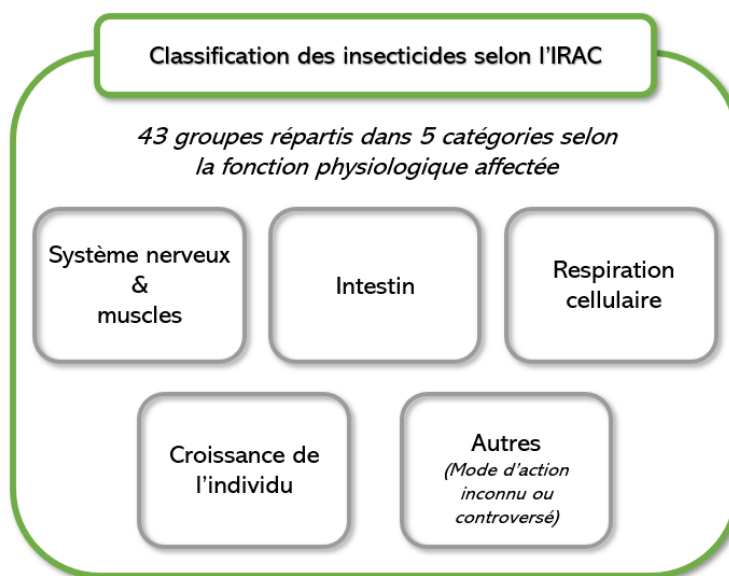 Classification des insecticides selon l'IRAC
43 groupes répartis dans 5 catégories selon
la fonction physiologique affectée
Système nerveux
&
muscles
Intestin
Respiration
cellulaire
Croissance de
l'individu
Autres
(Mode d'action
inconnu ou
controversé)